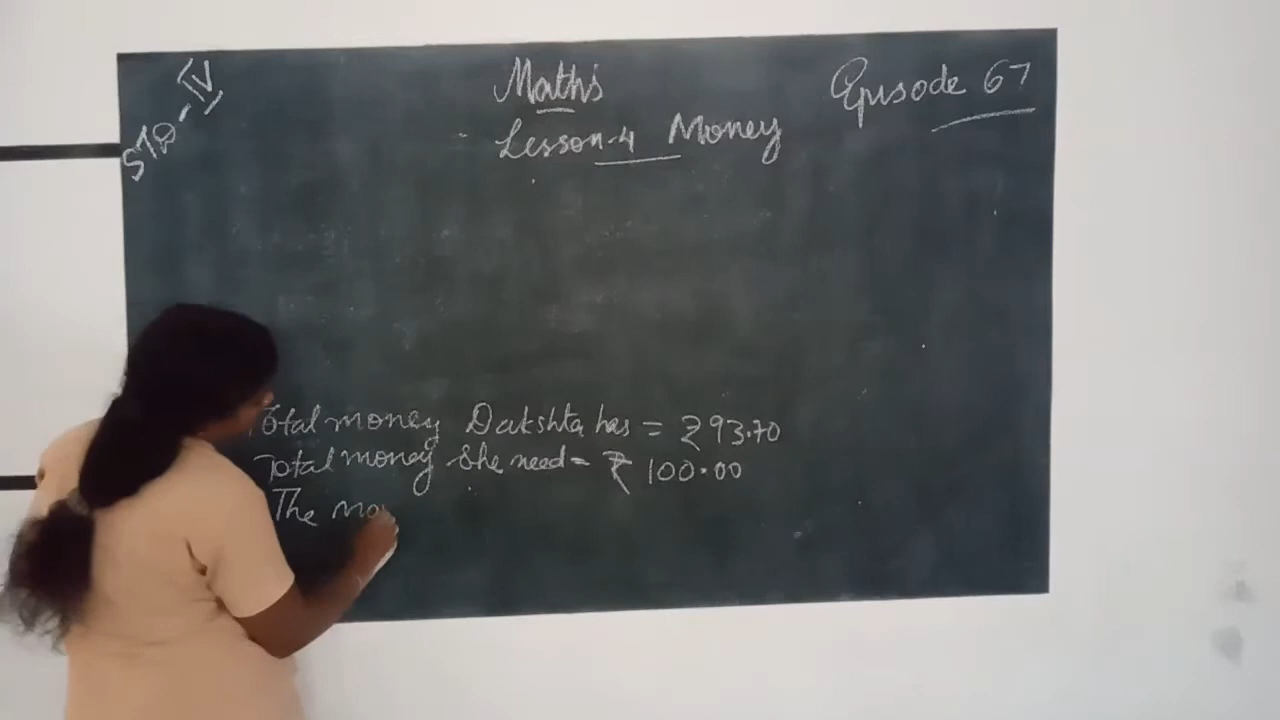 STD-IV
Maths
Episode 67
Lesson-4 Money
Total money Dakshta has = ₹93.70
Total money She need = ₹ 100.00
The mo